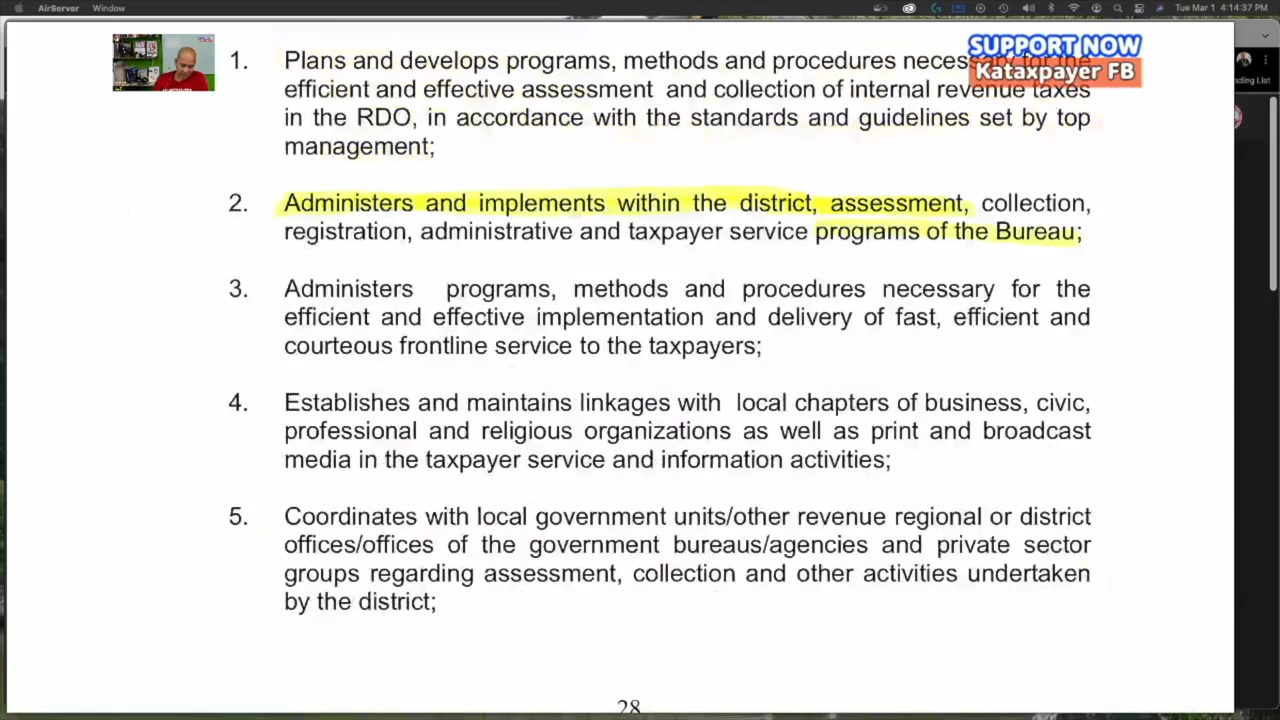 AirServer Window
Tue Mar 1 4:14:37 PM
SUPPORT NOW
Kataxpayer FB
1. Plans and develops programs, methods and procedures necessary for the
efficient and effective assessment and collection of internal revenue taxes
in the RDO, in accordance with the standards and guidelines set by top
management;
2. Administers and implements within the district, assessment, collection,
registration, administrative and taxpayer service programs of the Bureau;
3. Administers programs, methods and procedures necessary for the
efficient and effective implementation and delivery of fast, efficient and
courteous frontline service to the taxpayers;
4. Establishes and maintains linkages with local chapters of business, civic,
professional and religious organizations as well as print and broadcast
media in the taxpayer service and information activities;
5. Coordinates with local government units/other revenue regional or district
offices/offices of the government bureaus/agencies and private sector
groups regarding assessment, collection and other activities undertaken
by the district;
28